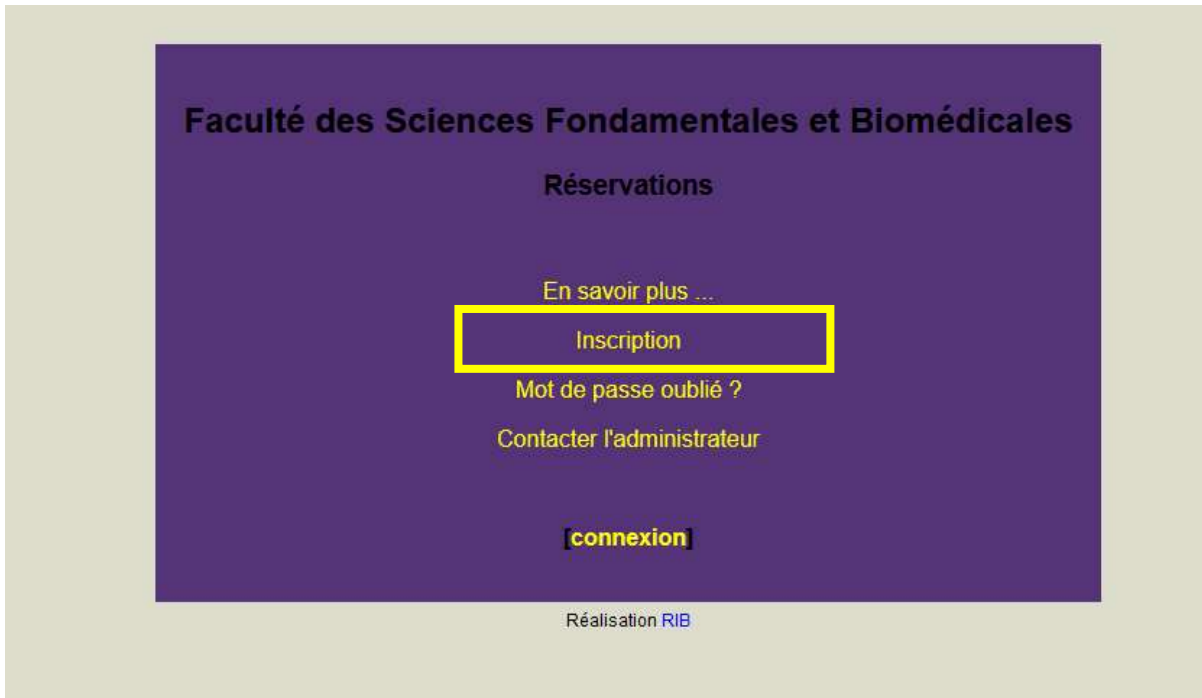 Faculté des Sciences Fondamentales et Biomédicales
Réservations
En savoir plus ...
Inscription
Mot de passe oublié ?
Contacter l'administrateur
[connexion]
Réalisation RIB